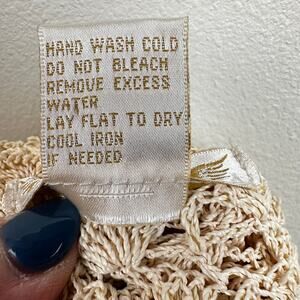 HAND WASH COLD
DO NOT BLEACH
REMOVE EXCESS
WATER
LAY FLAT TO DRY
COOL IRON
IF NEEDED